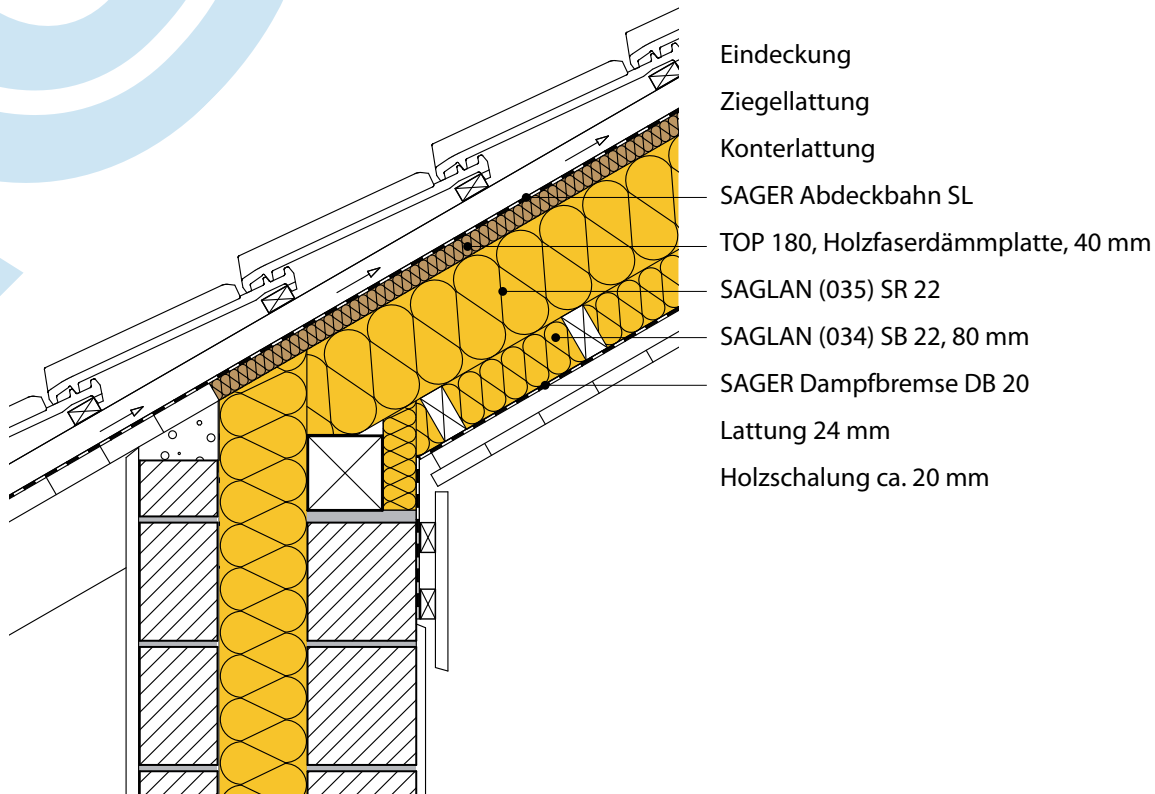 Eindeckung
Ziegellattung
Konterlattung
SAGER Abdeckbahn SL
TOP 180, Holzfaserdämmplatte, 40 mm
SAGLAN (035) SR 22
SAGLAN (034) SB 22, 80 mm
SAGER Dampfbremse DB 20
Lattung 24 mm
Holzschalung ca. 20 mm